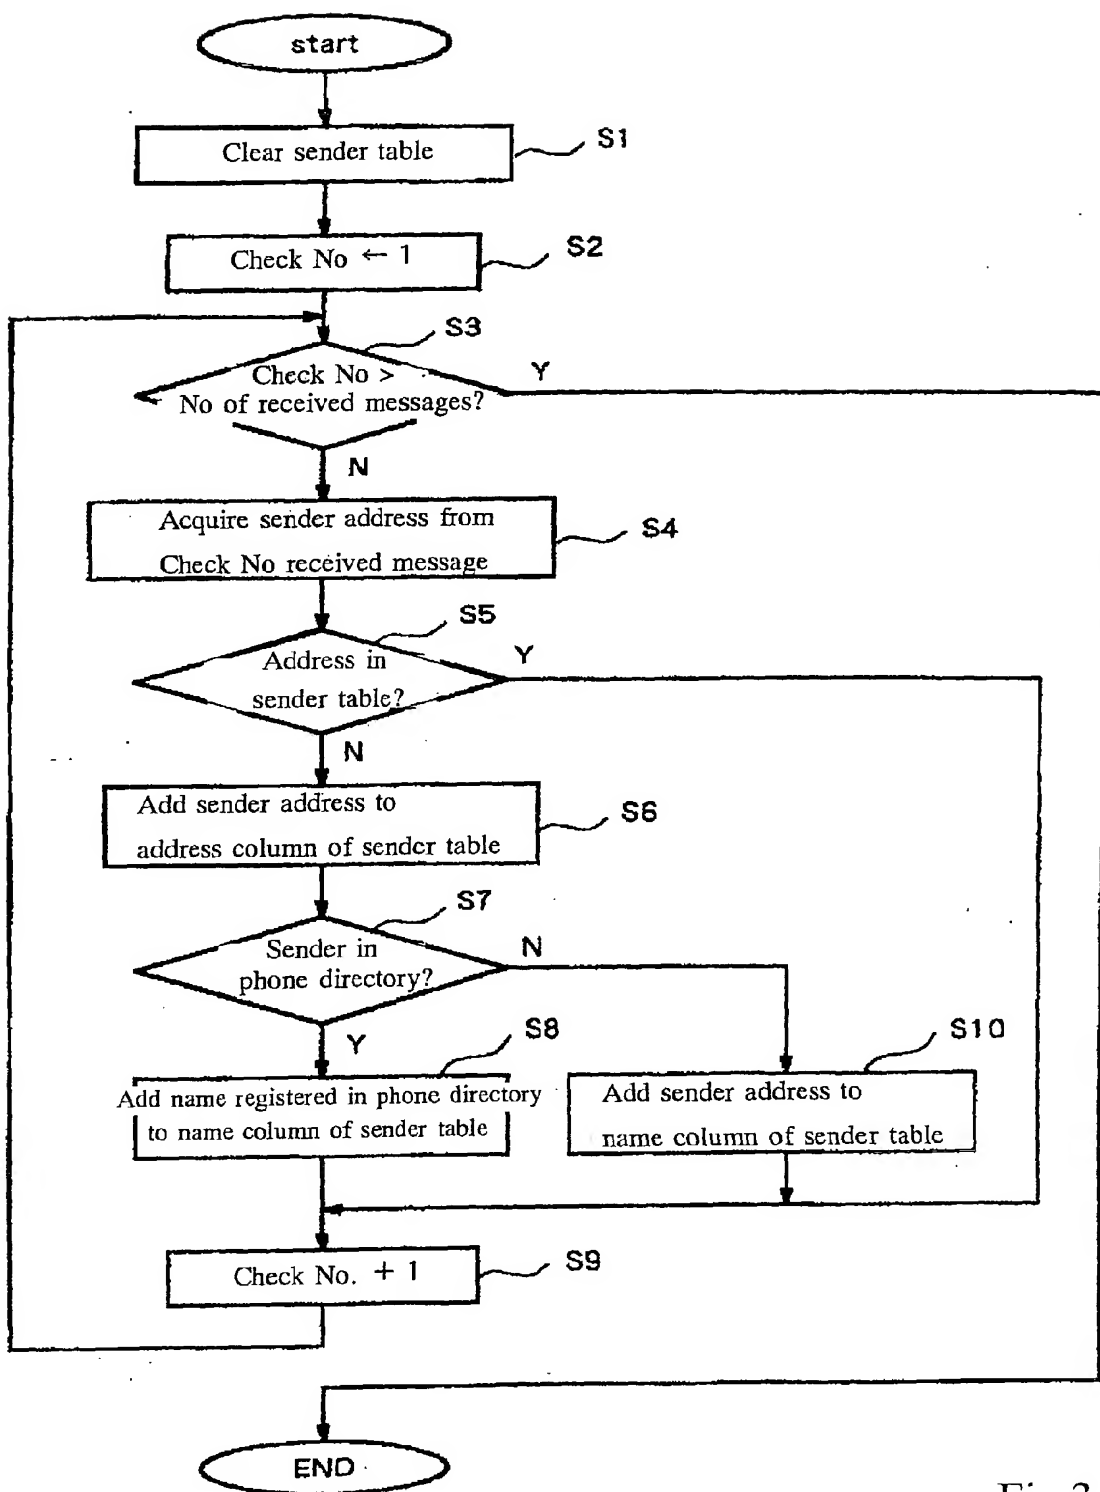 start
Clear sender table
S1
Check No ← 1
S2
S3
Check No >
No of received messages?
Y
N
Acquire sender address from
Check No received message
S4
S5
Address in
sender table?
Y
N
Add sender address to
address column of sender table
S6
S7
Sender in
phone directory?
N
Y
S8
Add name registered in phone directory
to name column of sender table
S10
Add sender address to
name column of sender table
Check No. + 1
S9
END